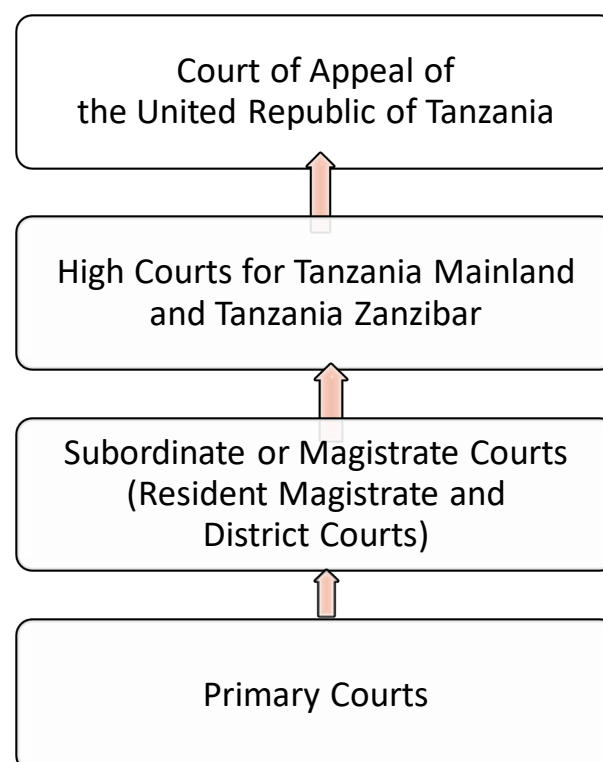 Court of Appeal of
the United Republic of Tanzania
High Courts for Tanzania Mainland
and Tanzania Zanzibar
Subordinate or Magistrate Courts
(Resident Magistrate and
District Courts)
Primary Courts